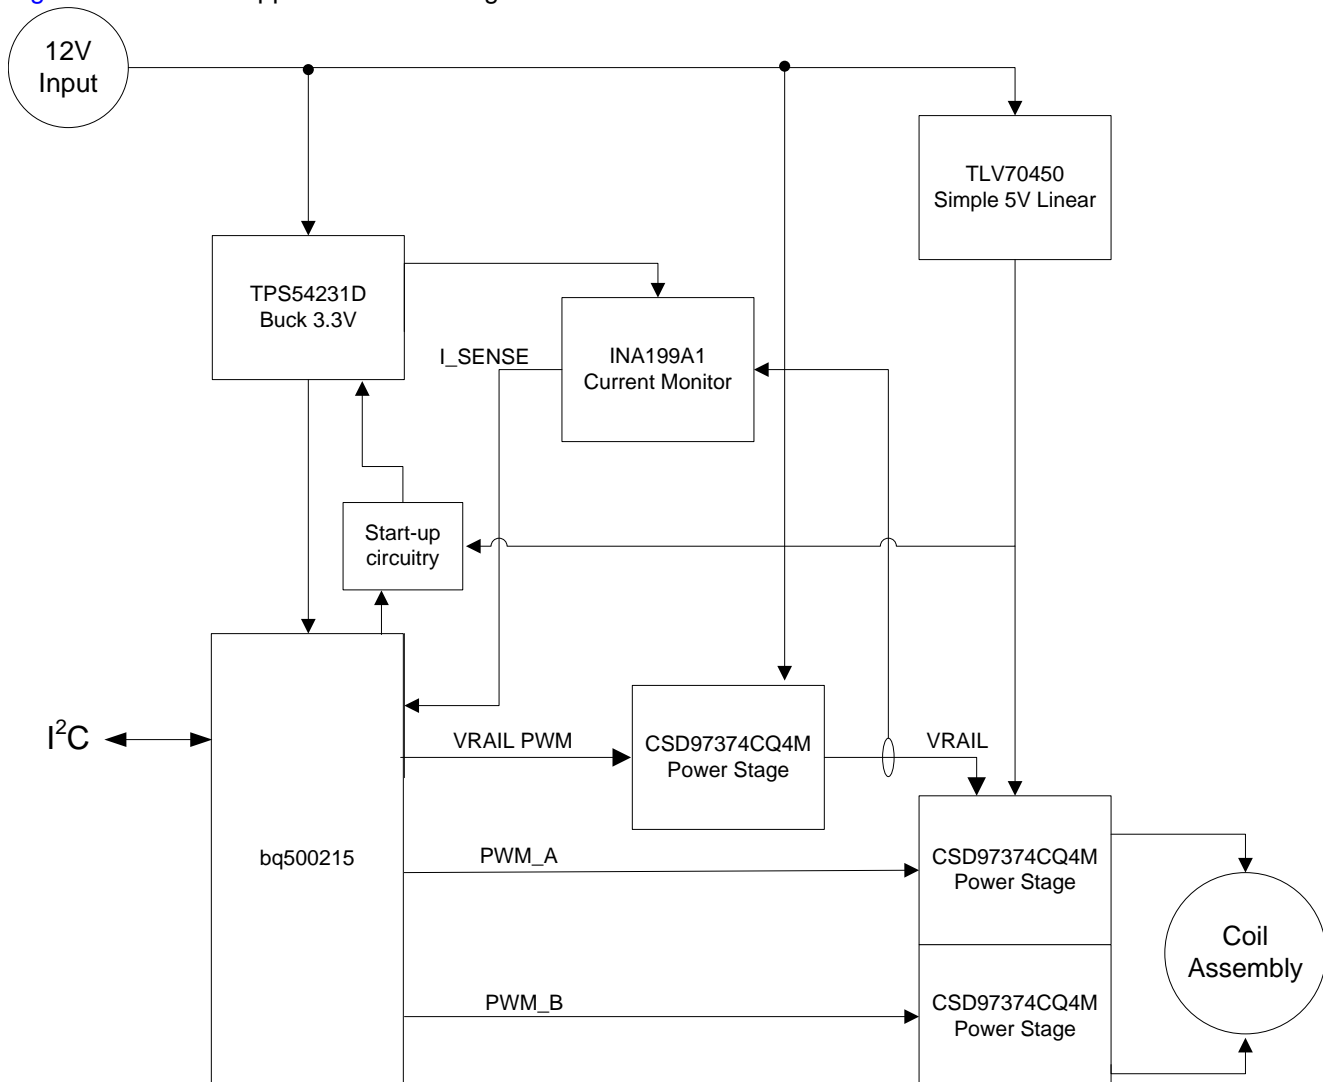 12V
Input
TLV70450
Simple 5V Linear
TPS54231D
Buck 3.3V
I_SENSE
INA199A1
Current Monitor
Start-up
circuitry
I2C
VRAIL PWM
CSD97374CQ4M
Power Stage
VRAIL
bq500215
PWM_A
CSD97374CQ4M
Power Stage
Coil
Assembly
PWM_B
CSD97374CQ4M
Power Stage